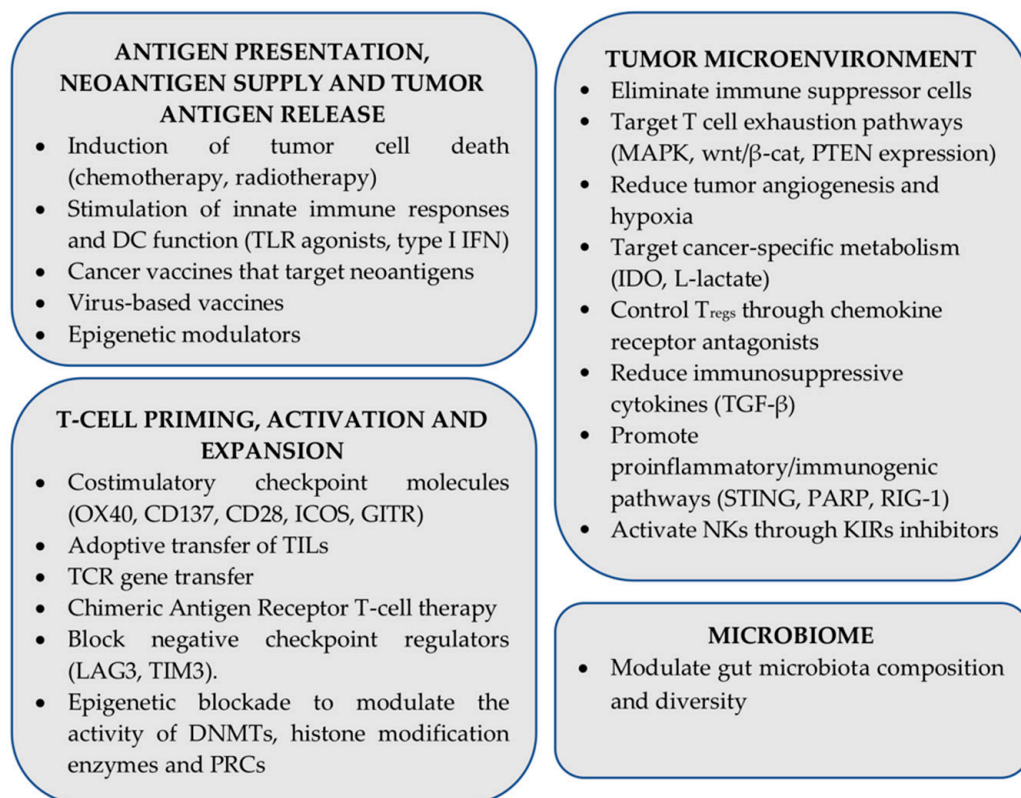 ANTIGEN PRESENTATION,
NEOANTIGEN SUPPLY AND TUMOR
ANTIGEN RELEASE
• Induction of tumor cell death
(chemotherapy, radiotherapy)
• Stimulation of innate immune responses
and DC function (TLR agonists, type I IFN)
• Cancer vaccines that target neoantigens
• Virus-based vaccines
• Epigenetic modulators
T-CELL PRIMING, ACTIVATION AND
EXPANSION
• Costimulatory checkpoint molecules
(OX40, CD137, CD28, ICOS, GITR)
• Adoptive transfer of TILs
• TCR gene transfer
• Chimeric Antigen Receptor T-cell therapy
• Block negative checkpoint regulators
(LAG3, TIM3).
• Epigenetic blockade to modulate the
activity of DNMTs, histone modification
enzymes and PRCs
TUMOR MICROENVIRONMENT
• Eliminate immune suppressor cells
• Target T cell exhaustion pathways
(MAPK, wnt/β-cat, PTEN expression)
• Reduce tumor angiogenesis and
hypoxia
• Target cancer-specific metabolism
(IDO, L-lactate)
• Control Tregs through chemokine
receptor antagonists
• Reduce immunosuppressive
cytokines (TGF-β)
• Promote
proinflammatory/immunogenic
pathways (STING, PARP, RIG-1)
• Activate NKs through KIRs inhibitors
MICROBIOME
• Modulate gut microbiota composition
and diversity